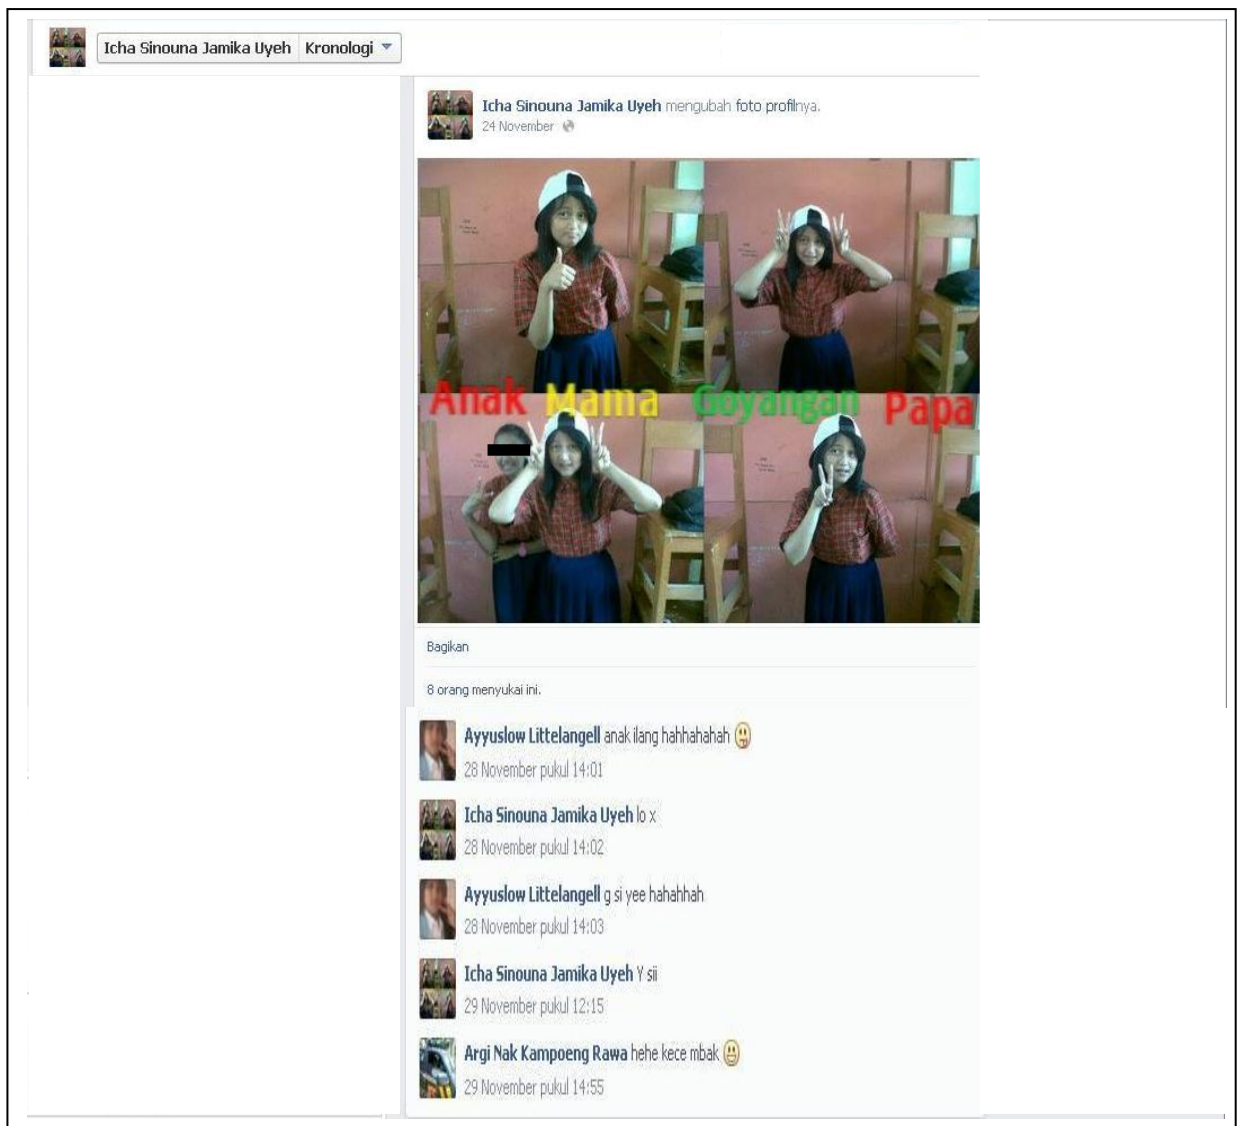 Icha Sinouna Jamika Uyeh Kronologi
Icha Sinouna Jamika Uyeh mengubah foto profilnya.
24 November
Anak Mama Goyangan Papa
Bagikan
8 orang menyukai ini.
Ayyuslow Littelangell anak ilang hahhahahah
28 November pukul 14:01
Icha Sinouna Jamika Uyeh lo x
28 November pukul 14:02
Ayyuslow Littelangell g si yee hahahhah
28 November pukul 14:03
Icha Sinouna Jamika Uyeh Y sii
29 November pukul 12:15
Argi Nak Kampoeng Rawa hehe kece mbak
29 November pukul 14:55